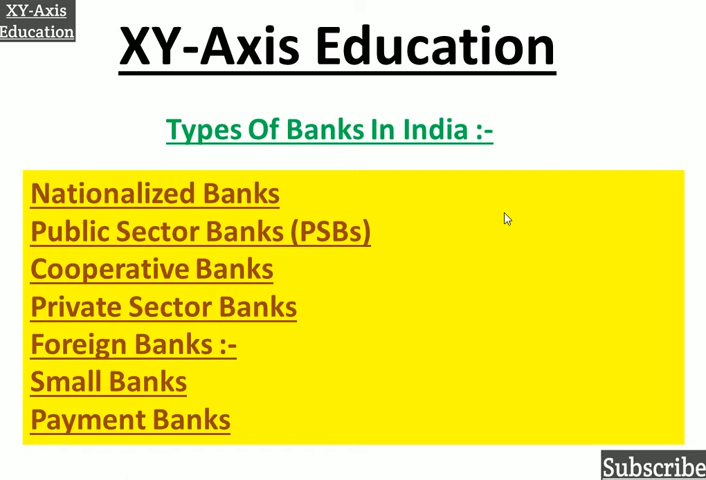 XY-Axis
Education
XY-Axis Education
Types Of Banks In India :-
Nationalized Banks
Public Sector Banks (PSBs)
Cooperative Banks
Private Sector Banks
Foreign Banks :-
Small Banks
Payment Banks
Subscribe